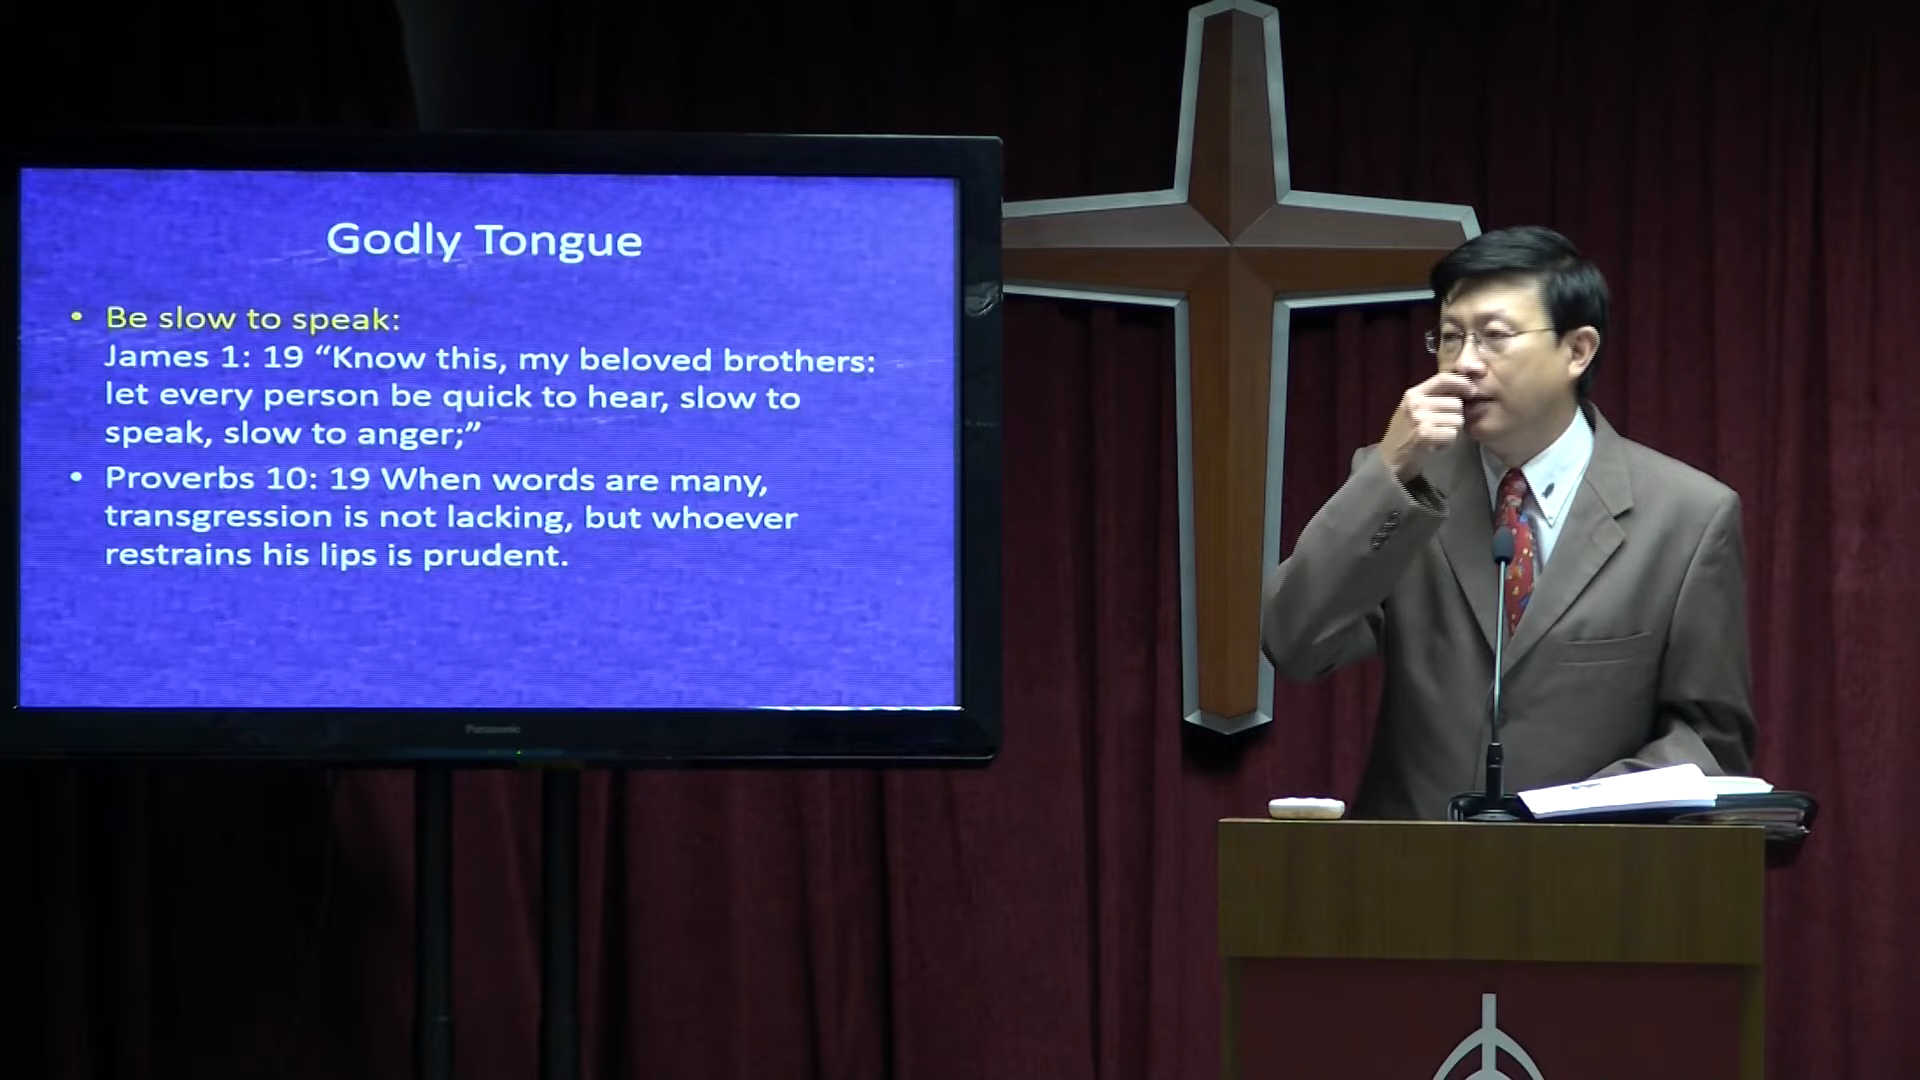 Godly Tongue
• Be slow to speak:
James 1: 19 “Know this, my beloved brothers:
let every person be quick to hear, slow to
speak, slow to anger;”
• Proverbs 10: 19 When words are many,
transgression is not lacking, but whoever
restrains his lips is prudent.
Panasonic